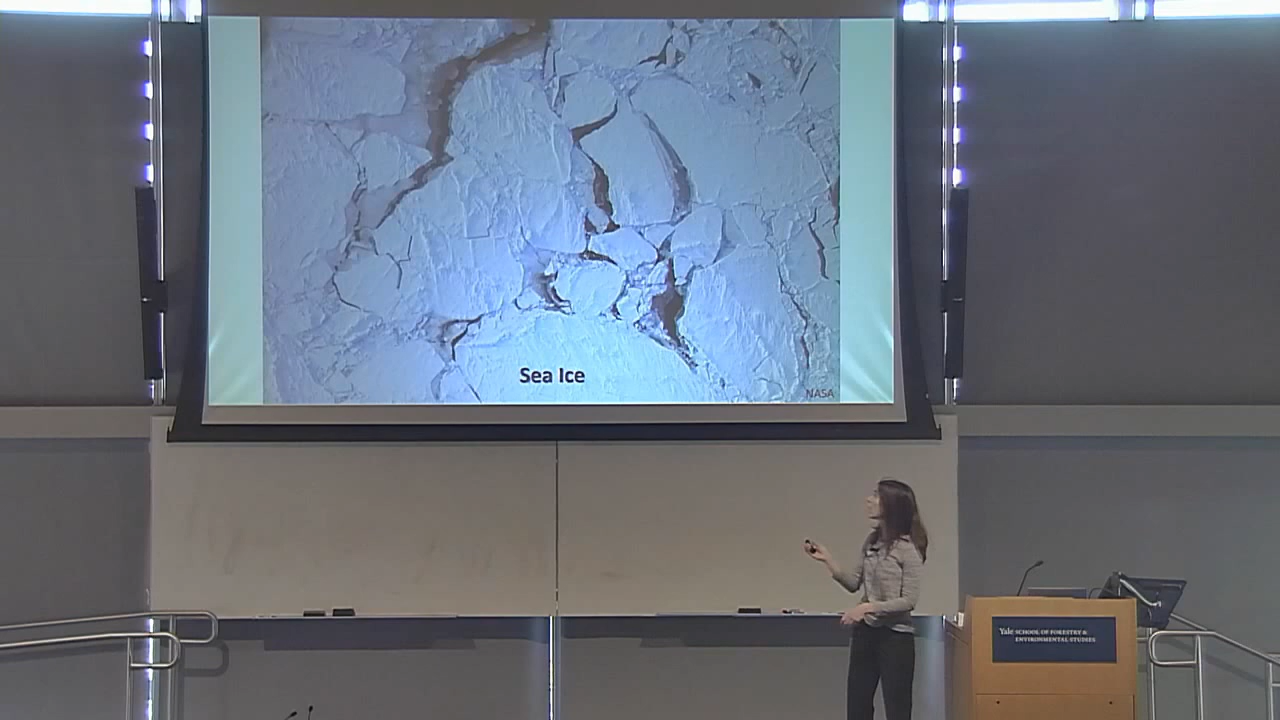 Sea Ice
NASA
Yale SCHOOL OF FORESTRY &
ENVIRONMENTAL STUDIES